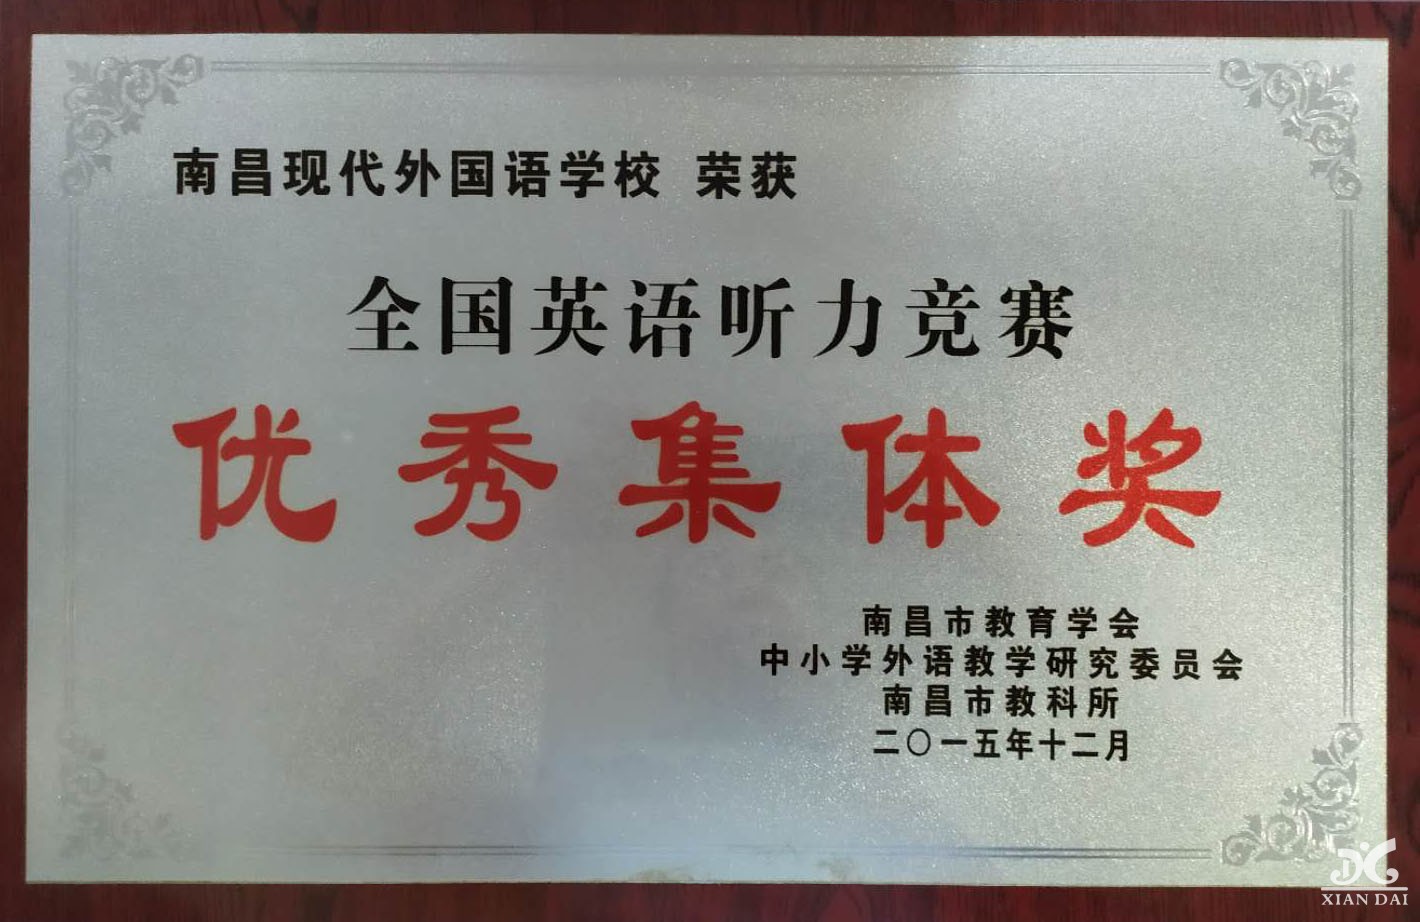 南昌现代外国语学校 荣获
全国英语听力竞赛
优秀集体奖
南昌市教育学会
中小学外语教学研究委员会
南昌市教科所
二〇一五年十二月
XIAN DAI